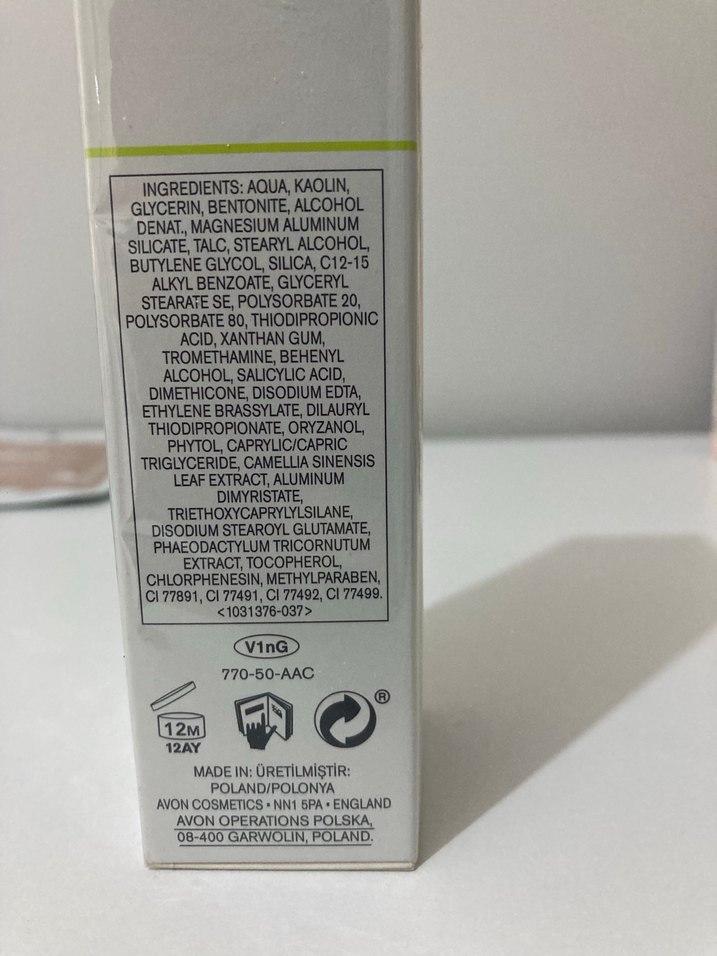 INGREDIENTS: AQUA, KAOLIN,
GLYCERIN, BENTONITE, ALCOHOL
DENAT., MAGNESIUM ALUMINUM
SILICATE, TALC, STEARYL ALCOHOL,
BUTYLENE GLYCOL, SILICA, C12-15
ALKYL BENZOATE, GLYCERYL
STEARATE SE, POLYSORBATE 20,
POLYSORBATE 80, THIODIPROPIONIC
ACID, XANTHAN GUM,
TROMETHAMINE, BEHENYL
ALCOHOL, SALICYLIC ACID,
DIMETHICONE, DISODIUM EDTA,
ETHYLENE BRASSYLATE, DILAURYL
THIODIPROPIONATE, ORYZANOL,
PHYTOL, CAPRYLIC/CAPRIC
TRIGLYCERIDE, CAMELLIA SINENSIS
LEAF EXTRACT, ALUMINUM
DIMYRISTATE,
TRIETHOXYCAPRYLYLSILANE,
DISODIUM STEAROYL GLUTAMATE,
PHAEODACTYLUM TRICORNUTUM
EXTRACT, TOCOPHEROL,
CHLORPHENESIN, METHYLPARABEN,
CI 77891, CI 77491, CI 77492, CI 77499.
<1031376-037>
V1nG
770-50-AAC
12M
12AY
®
MADE IN: ÜRETİLMİŞTİR:
POLAND/POLONYA
AVON COSMETICS • NN1 5PA • ENGLAND
AVON OPERATIONS POLSKA,
08-400 GARWOLIN, POLAND.